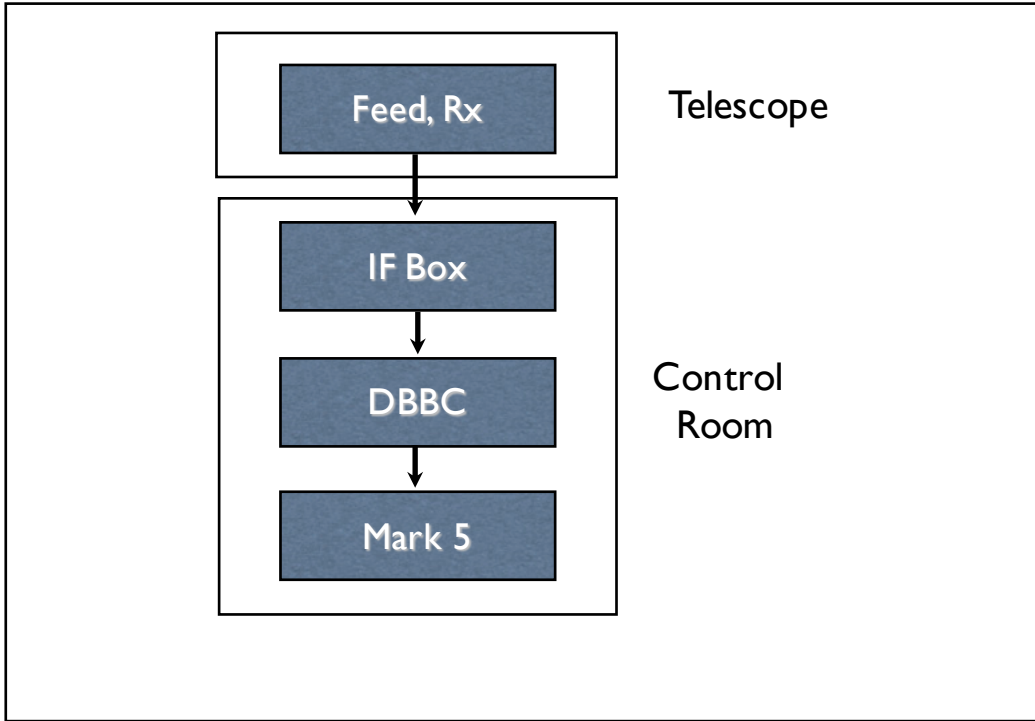 Feed, Rx
Telescope
IF Box
DBBC
Control
Room
Mark 5